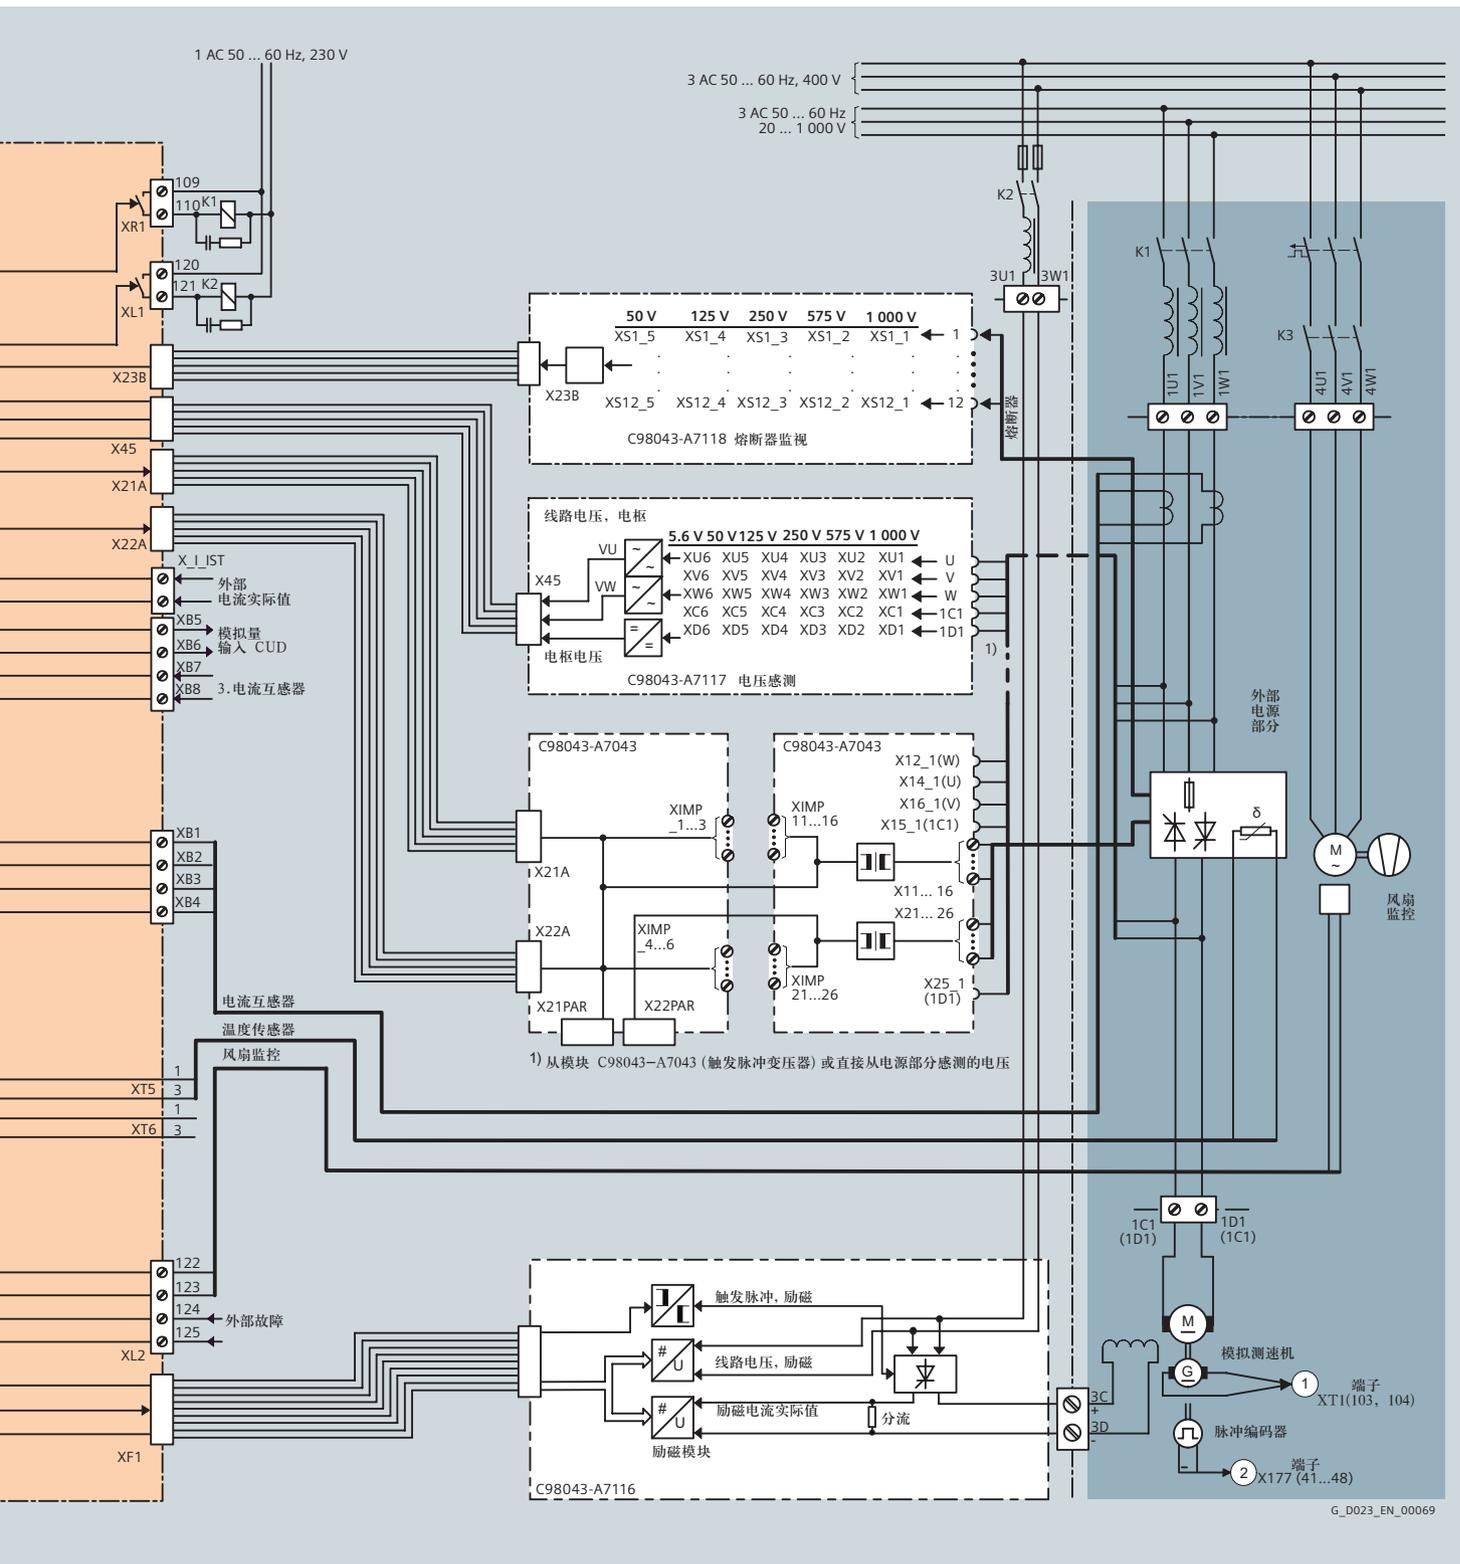 1 AC 50 ... 60 Hz, 230 V
3 AC 50 ... 60 Hz, 400 V
3 AC 50 ... 60 Hz
20 ... 1 000 V
109
110
K1
XR1
120
121
K2
XL1
X23B
X45
X21A
X22A
X_I_IST
外部
电流实际值
XB5
XB6
模拟量
输入 CUD
XB7
XB8
3.电流互感器
XB1
XB2
XB3
XB4
电流互感器
温度传感器
风扇监控
1
XT5
3
1
XT6
3
122
123
124
外部故障
125
XL2
XF1
K2
3U1
3W1
50 V 125 V 250 V 575 V 1 000 V
XS1_5 XS1_4 XS1_3 XS1_2 XS1_1 1
X23B
XS12_5 XS12_4 XS12_3 XS12_2 XS12_1 12
C98043-A7118 熔断器监视
熔断器
线路电压，电枢
5.6 V 50 V 125 V 250 V 575 V 1 000 V
VU
XU6 XU5 XU4 XU3 XU2 XU1 U
X45
XV6 XV5 XV4 XV3 XV2 XV1 V
VW
XW6 XW5 XW4 XW3 XW2 XW1 W
XC6 XC5 XC4 XC3 XC2 XC1 1C1
XD6 XD5 XD4 XD3 XD2 XD1 1D1
~
~
~
~
=
=
电枢电压
1)
C98043-A7117 电压感测
C98043-A7043
XIMP
_1...3
X21A
X22A
XIMP
_4...6
X21PAR
X22PAR
C98043-A7043
X12_1(W)
X14_1(U)
X16_1(V)
X15_1(1C1)
XIMP
11...16
X11... 16
X21... 26
XIMP
21...26
X25_1
(1D1)
1) 从模块 C98043-A7043 (触发脉冲变压器) 或直接从电源部分感测的电压
触发脉冲, 励磁
#
U
线路电压, 励磁
#
U
励磁电流实际值
分流
励磁模块
C98043-A7116
3C
+
3D
-
K1
K3
1U1
1V1
1W1
4U1
4V1
4W1
外部
电源
部分
δ
M
~
风扇
监控
1C1
(1D1)
1D1
(1C1)
M
G
模拟测速机
1
端子
XT1(103, 104)
脉冲编码器
2
端子
X177 (41...48)
G_D023_EN_00069